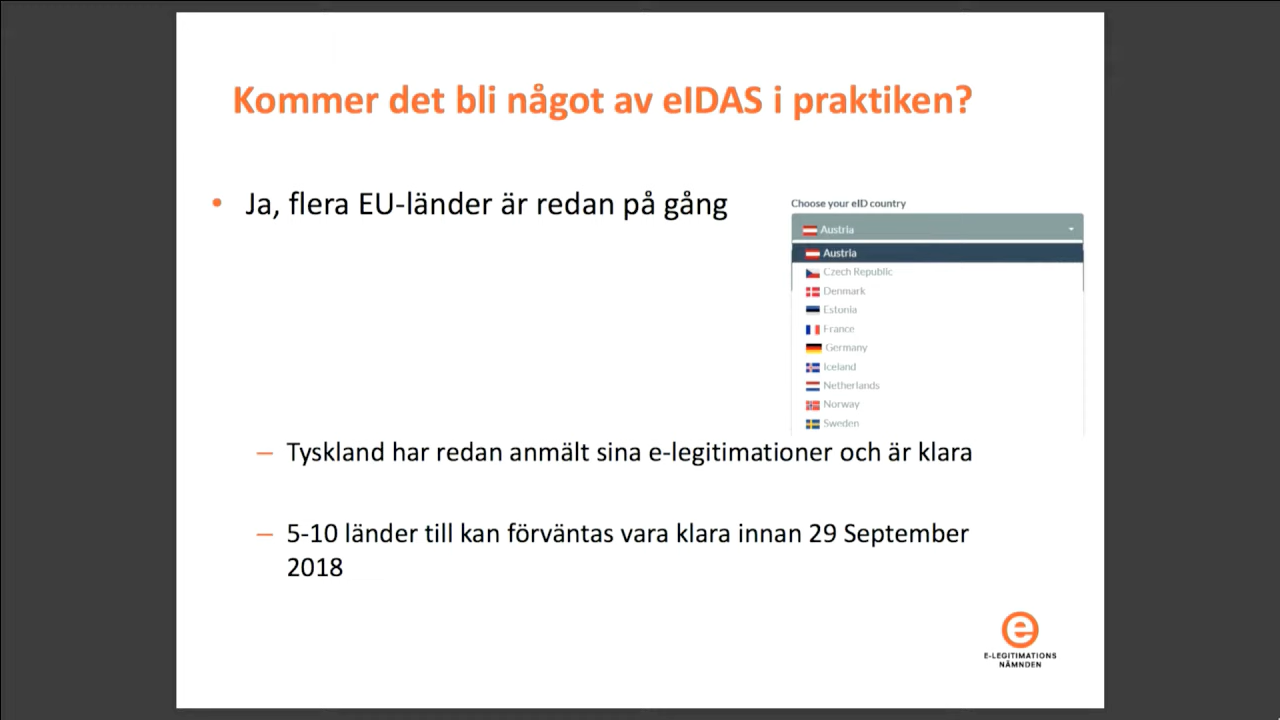 Kommer det bli något av eIDAS i praktiken?
• Ja, flera EU-länder är redan på gång
Choose your eID country
Austria
Austria
Czech Republic
Denmark
Estonia
France
Germany
Iceland
Netherlands
Norway
Sweden
– Tyskland har redan anmält sina e-legitimationer och är klara
– 5-10 länder till kan förväntas vara klara innan 29 September
2018
e
E-LEGITIMATIONS
NÄMNDEN